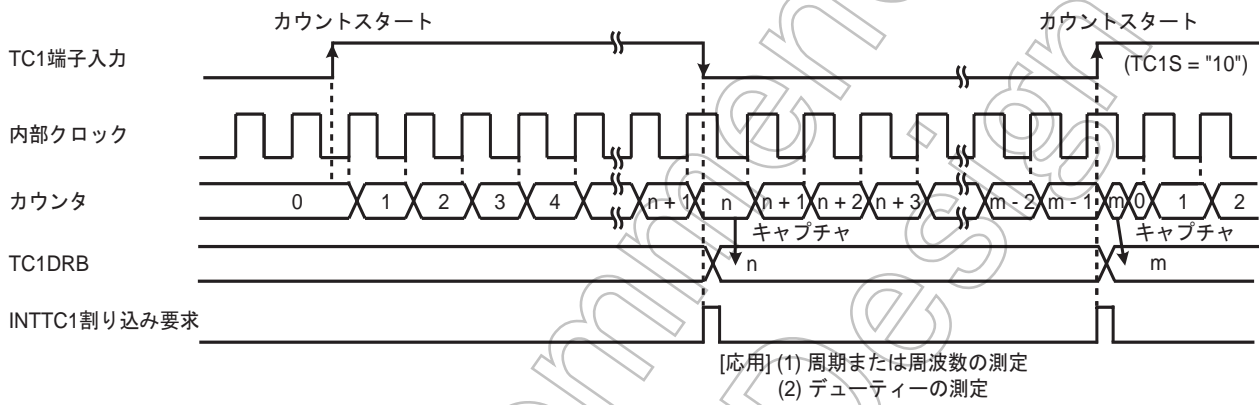 カウントスタート カウントスタート
TC1端子入力
(TC1S = "10")
内部クロック
カウンタ 0 1 2 3 4 n + 1 n n + 1 n + 2 n + 3 m - 2 m - 1 m 0 1 2
キャプチャ キャプチャ
TC1DRB n m
INTTC1割り込み要求
[応用] (1) 周期または周波数の測定
(2) デューティーの測定